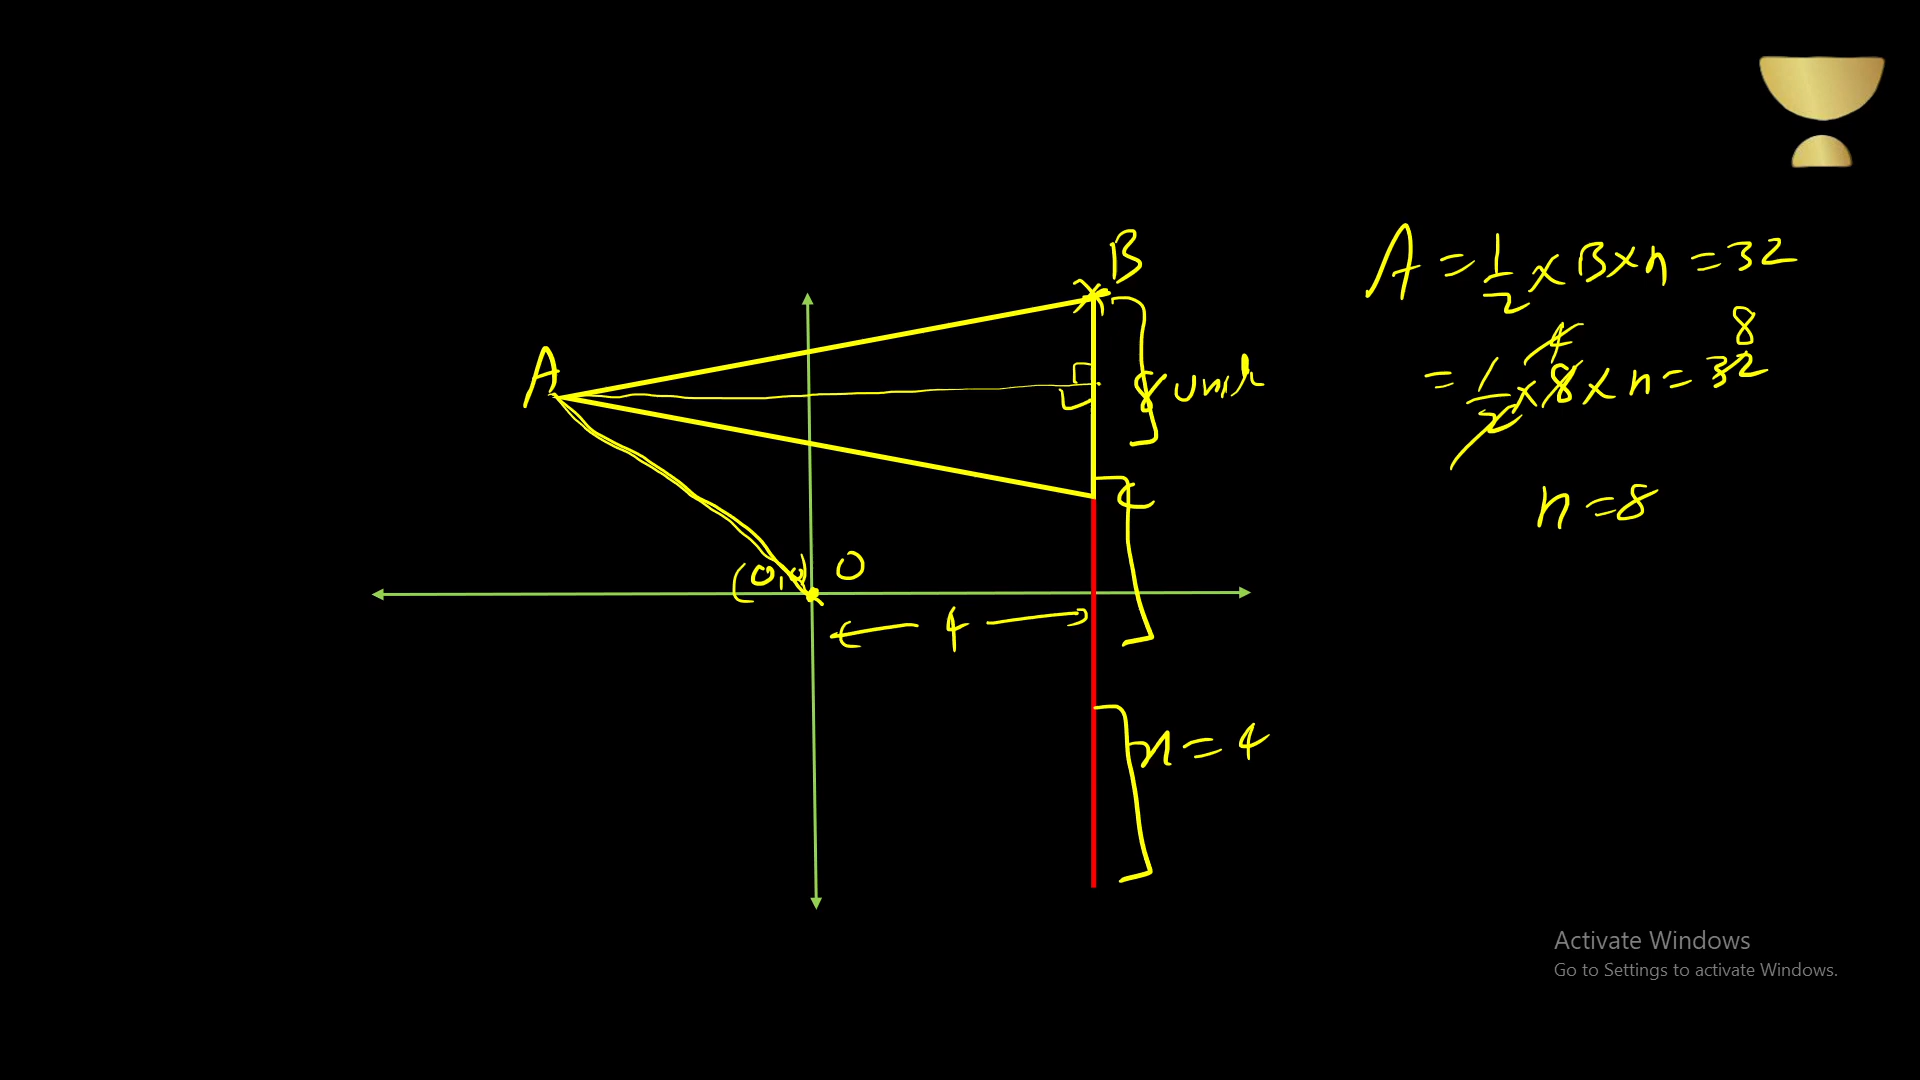 B
A = 1/2 x B x h = 32
8
4
= 1/2 x 8 x h = 32
A
8 units
C
h = 8
(0,0) O
4
x = 4
Activate Windows
Go to Settings to activate Windows.